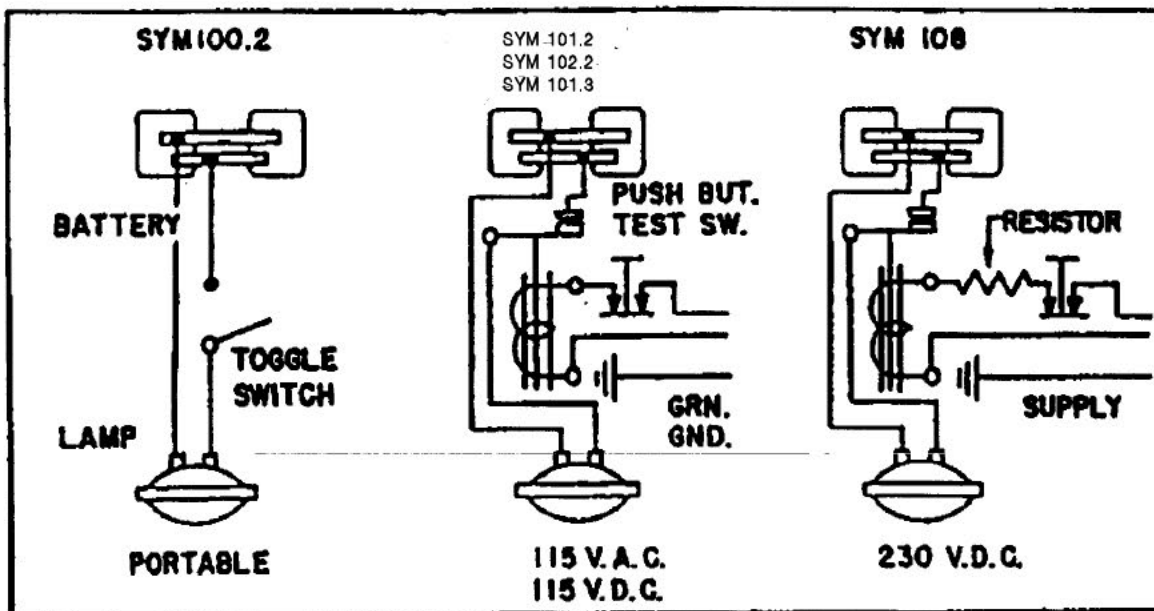 SYM100.2
SYM 101.2
SYM 102.2
SYM 101.3
SYM 108
BATTERY
PUSH BUT.
TEST SW.
RESISTOR
TOGGLE
SWITCH
LAMP
GRN.
GND.
SUPPLY
PORTABLE
115 V.A.C.
115 V.D.C.
230 V.D.C.